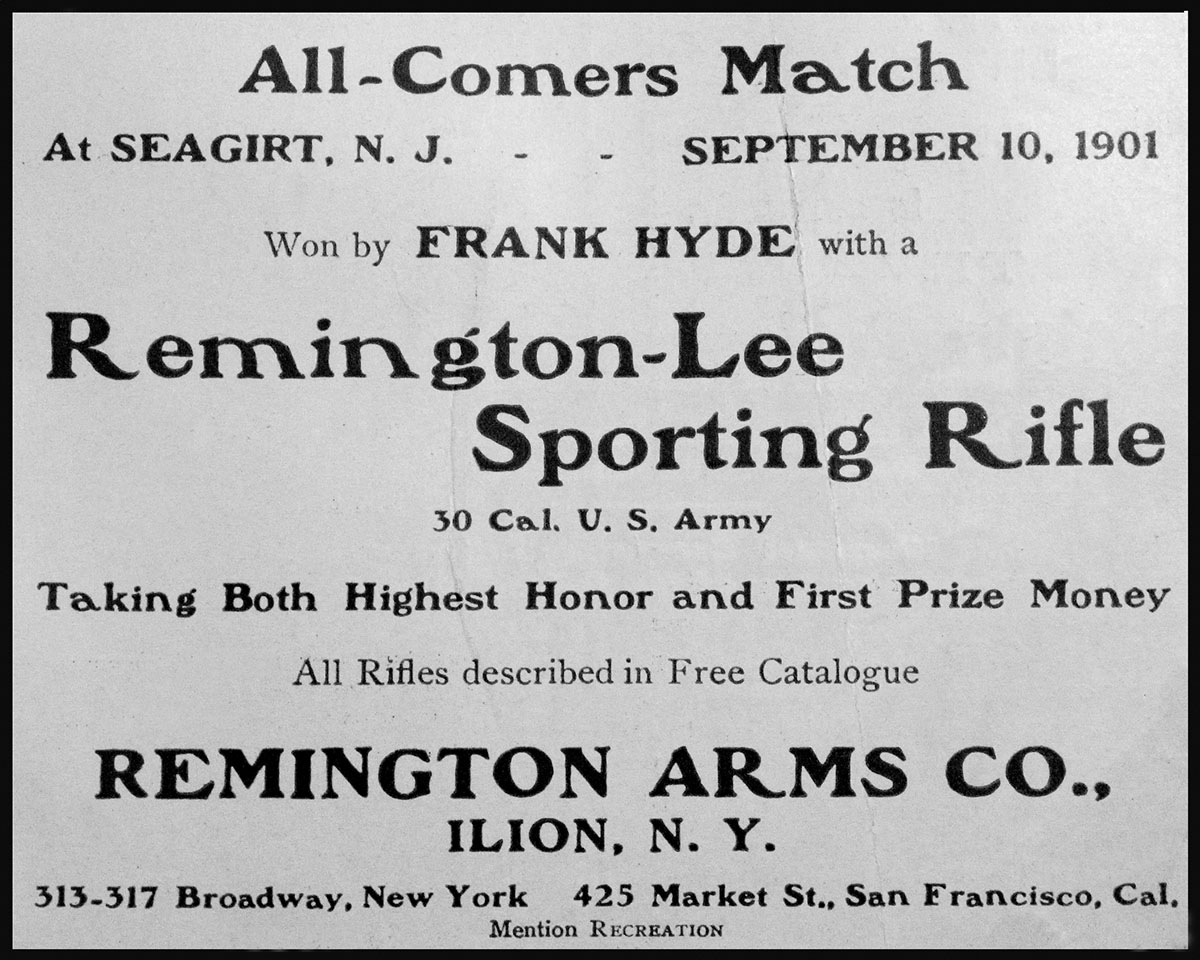 All-Comers Match
At SEAGIRT, N. J. - - SEPTEMBER 10, 1901
Won by FRANK HYDE with a
Remington-Lee
Sporting Rifle
30 Cal. U. S. Army
Taking Both Highest Honor and First Prize Money
All Rifles described in Free Catalogue
REMINGTON ARMS CO.,
ILION, N. Y.
313-317 Broadway, New York 425 Market St., San Francisco, Cal.
Mention RECREATION